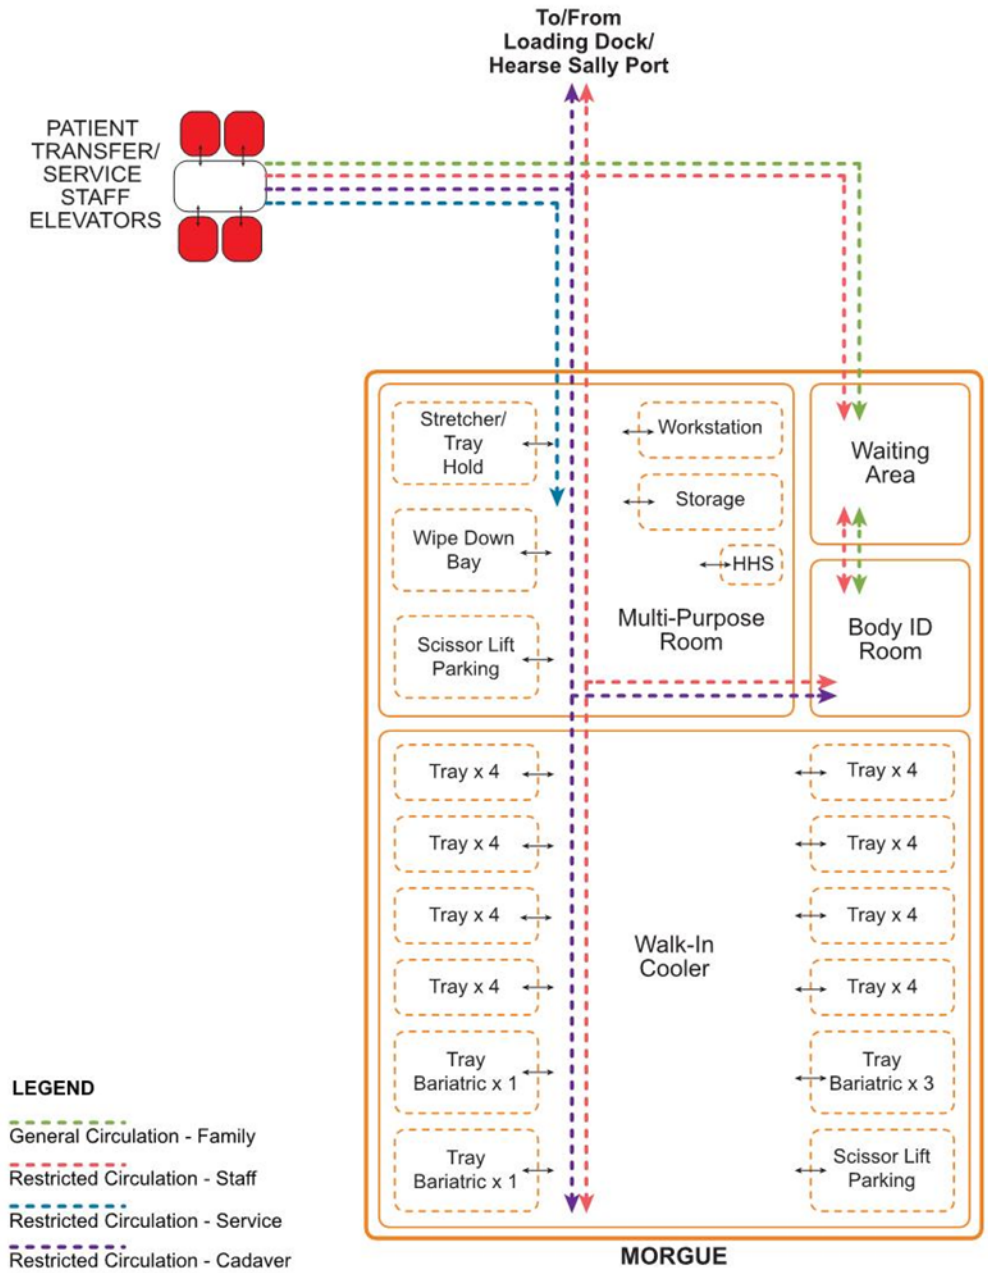 To/From
Loading Dock/
Hearse Sally Port
PATIENT
TRANSFER/
SERVICE
STAFF
ELEVATORS
Stretcher/
Tray
Hold
Workstation
Waiting
Area
Storage
Wipe Down
Bay
HHS
Multi-Purpose
Room
Body ID
Room
Scissor Lift
Parking
Tray x 4
Tray x 4
Tray x 4
Tray x 4
Tray x 4
Tray x 4
Walk-In
Cooler
Tray x 4
Tray x 4
Tray
Bariatric x 1
Tray
Bariatric x 3
Tray
Bariatric x 1
Scissor Lift
Parking
MORGUE
LEGEND
General Circulation - Family
Restricted Circulation - Staff
Restricted Circulation - Service
Restricted Circulation - Cadaver